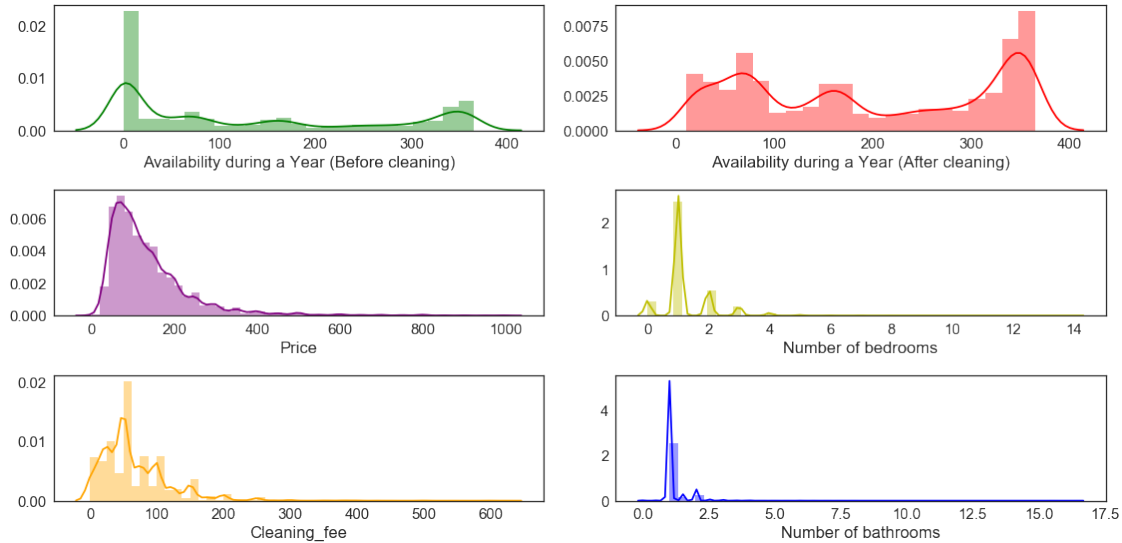 0.02
0.01
0.00
0 100 200 300 400
Availability during a Year (Before cleaning)
0.0075
0.0050
0.0025
0.0000
0 100 200 300 400
Availability during a Year (After cleaning)
0.006
0.004
0.002
0.000
0 200 400 600 800 1000
Price
2
1
0
0 2 4 6 8 10 12 14
Number of bedrooms
0.02
0.01
0.00
0 100 200 300 400 500 600
Cleaning_fee
4
2
0
0.0 2.5 5.0 7.5 10.0 12.5 15.0 17.5
Number of bathrooms